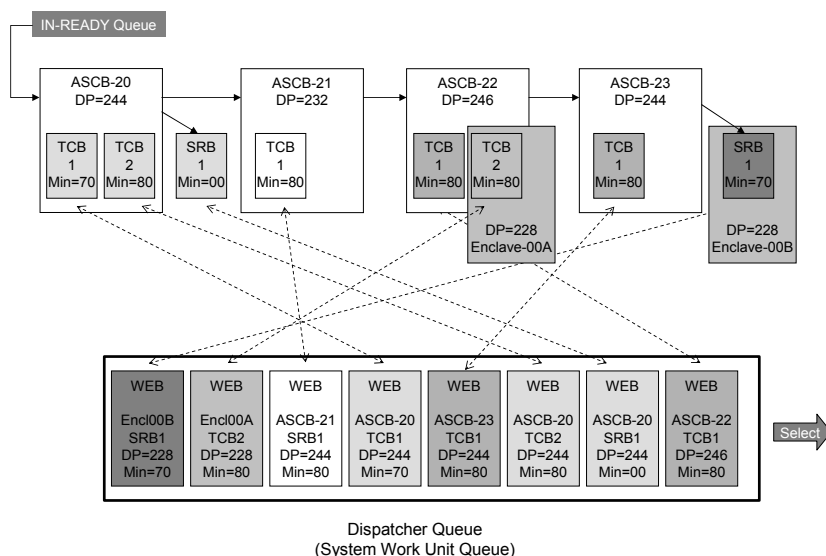 IN-READY Queue
ASCB-20
DP=244
TCB
1
Min=70
TCB
2
Min=80
SRB
1
Min=00
ASCB-21
DP=232
TCB
1
Min=80
ASCB-22
DP=246
TCB
1
Min=80
TCB
2
Min=80
DP=228
Enclave-00A
ASCB-23
DP=244
TCB
1
Min=80
SRB
1
Min=70
DP=228
Enclave-00B
WEB
Encl00B
SRB1
DP=228
Min=70
WEB
Encl00A
TCB2
DP=228
Min=80
WEB
ASCB-21
SRB1
DP=244
Min=80
WEB
ASCB-20
TCB1
DP=244
Min=70
WEB
ASCB-23
TCB1
DP=244
Min=80
WEB
ASCB-20
TCB2
DP=244
Min=80
WEB
ASCB-20
SRB1
DP=244
Min=00
WEB
ASCB-22
TCB1
DP=246
Min=80
Select
Dispatcher Queue
(System Work Unit Queue)